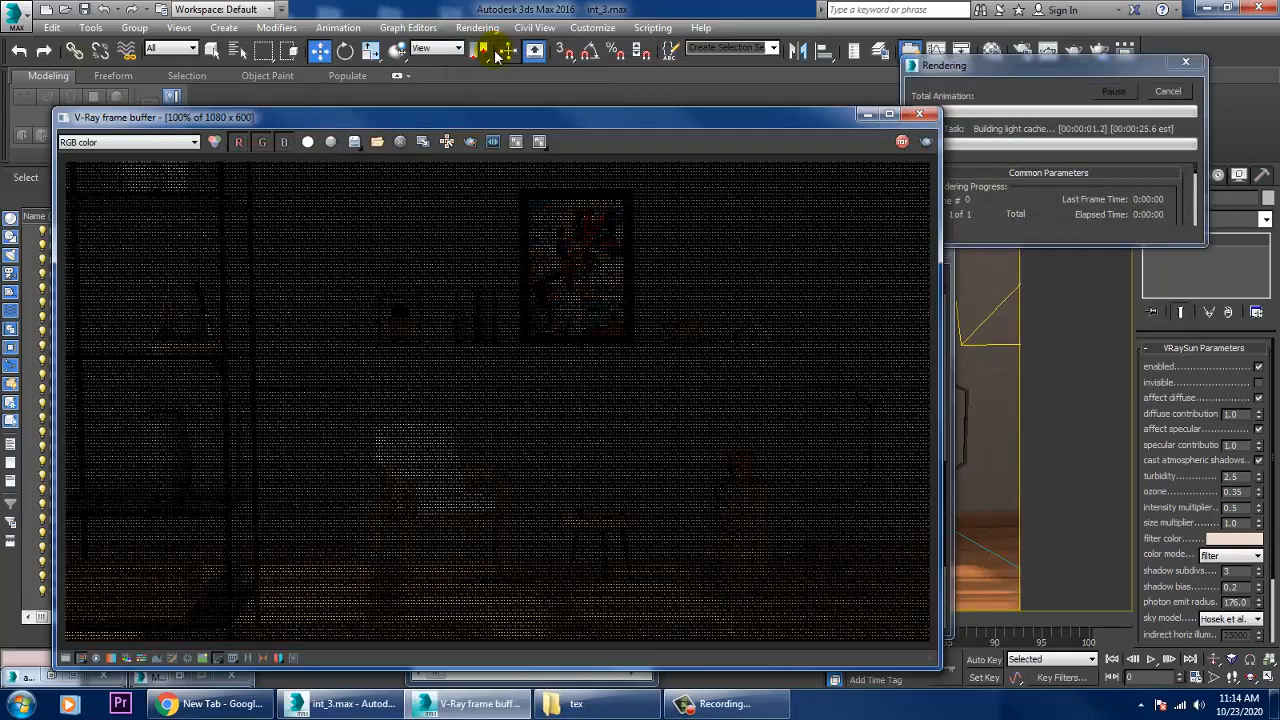 MAX
Workspace: Default
Autodesk 3ds Max 2016
int_3.max
Type a keyword or phrase
Sign In
Edit
Tools
Group
Views
Create
Modifiers
Animation
Graph Editors
Rendering
Civil View
Customize
Scripting
Help
All
View
Create Selection Se
Modeling
Freeform
Selection
Object Paint
Populate
Rendering
Total Animation:
Pause
Cancel
Task: Building light cache... [00:00:01.2] [00:00:25.6 est]
V-Ray frame buffer - [100% of 1080 x 600]
RGB color
R
G
B
Common Parameters
Select
Last Frame Time: 0:00:00
1 of 1
Total
Elapsed Time: 0:00:00
Name
VRaySun Parameters
enabled
invisible
affect diffuse
diffuse contribution 1.0
affect specular
specular contributio 1.0
cast atmospheric shadows
turbidity 2.5
ozone 0.35
intensity multiplier 0.5
size multiplier 1.0
filter color
color mode filter
shadow subdivs 3
shadow bias 0.2
photon emit radius 176.0
sky model Hosek et al.
indirect horiz illum 25000
90
95
100
Auto Key
Selected
Set Key
Key Filters...
0
Add Time Tag
New Tab - Googl...
int_3.max - Autod...
V-Ray frame buff...
tex
Recording...
11:14 AM
10/23/2020